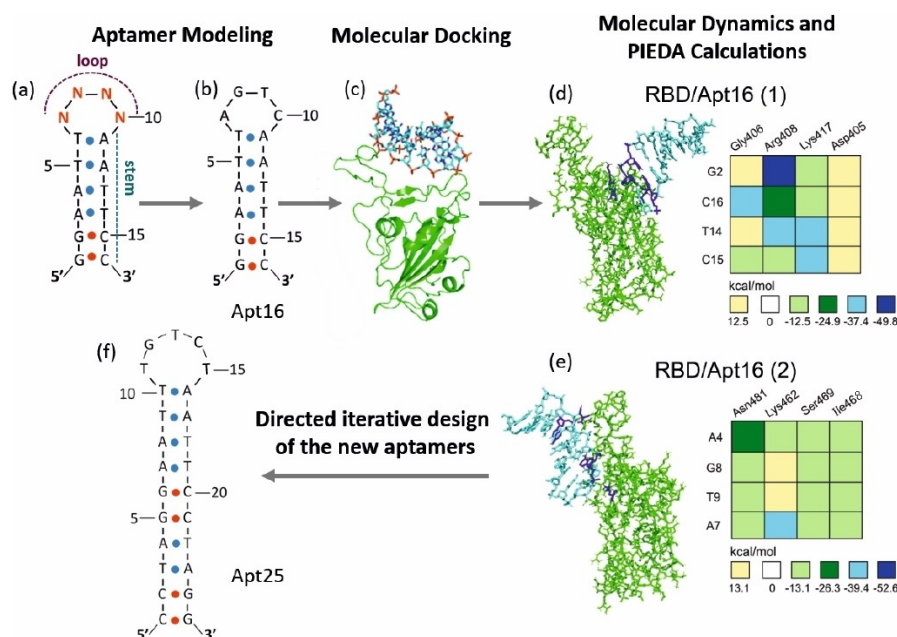 Aptamer Modeling
Molecular Docking
Molecular Dynamics and
PIEDA Calculations
loop
(a)
N N
N N 10
T A
5 T A
A T
A T
G C 15
G C
5' 3'
stem
(b)
G T
A C 10
T A
5 T A
A T
A T
G C 15
G C
5' 3'
Apt16
(c)
(d)
RBD/Apt16 (1)
Gly406 Arg408 Lys417 Asp405
G2
C16
T14
C15
kcal/mol
12.5 0 -12.5 -24.9 -37.4 -49.8
(f)
G T C
T T 15
10 T A
T A
A T
A T
G C 20
5 G C
A T
T A
C G
C G
5' 3'
Apt25
Directed iterative design
of the new aptamers
(e)
RBD/Apt16 (2)
Asn481 Lys462 Ser469 Ile468
A4
G8
T9
A7
kcal/mol
13.1 0 -13.1 -26.3 -39.4 -52.6